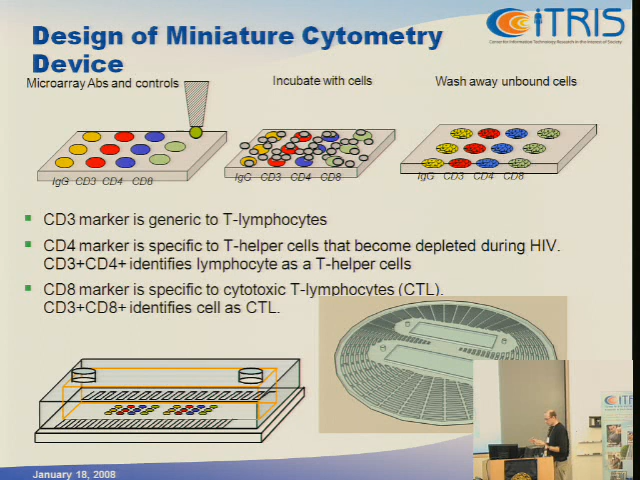 Design of Miniature Cytometry
Device
CITRIS
Center for Information Technology Research in the Interest of Society
Microarray Abs and controls
Incubate with cells
Wash away unbound cells
IgG CD3 CD4 CD8
IgG CD3 CD4 CD8
IgG CD3 CD4 CD8
CD3 marker is generic to T-lymphocytes
CD4 marker is specific to T-helper cells that become depleted during HIV.
CD3+CD4+ identifies lymphocyte as a T-helper cells
CD8 marker is specific to cytotoxic T-lymphocytes (CTL).
CD3+CD8+ identifies cell as CTL.
CITRIS
January 18, 2008